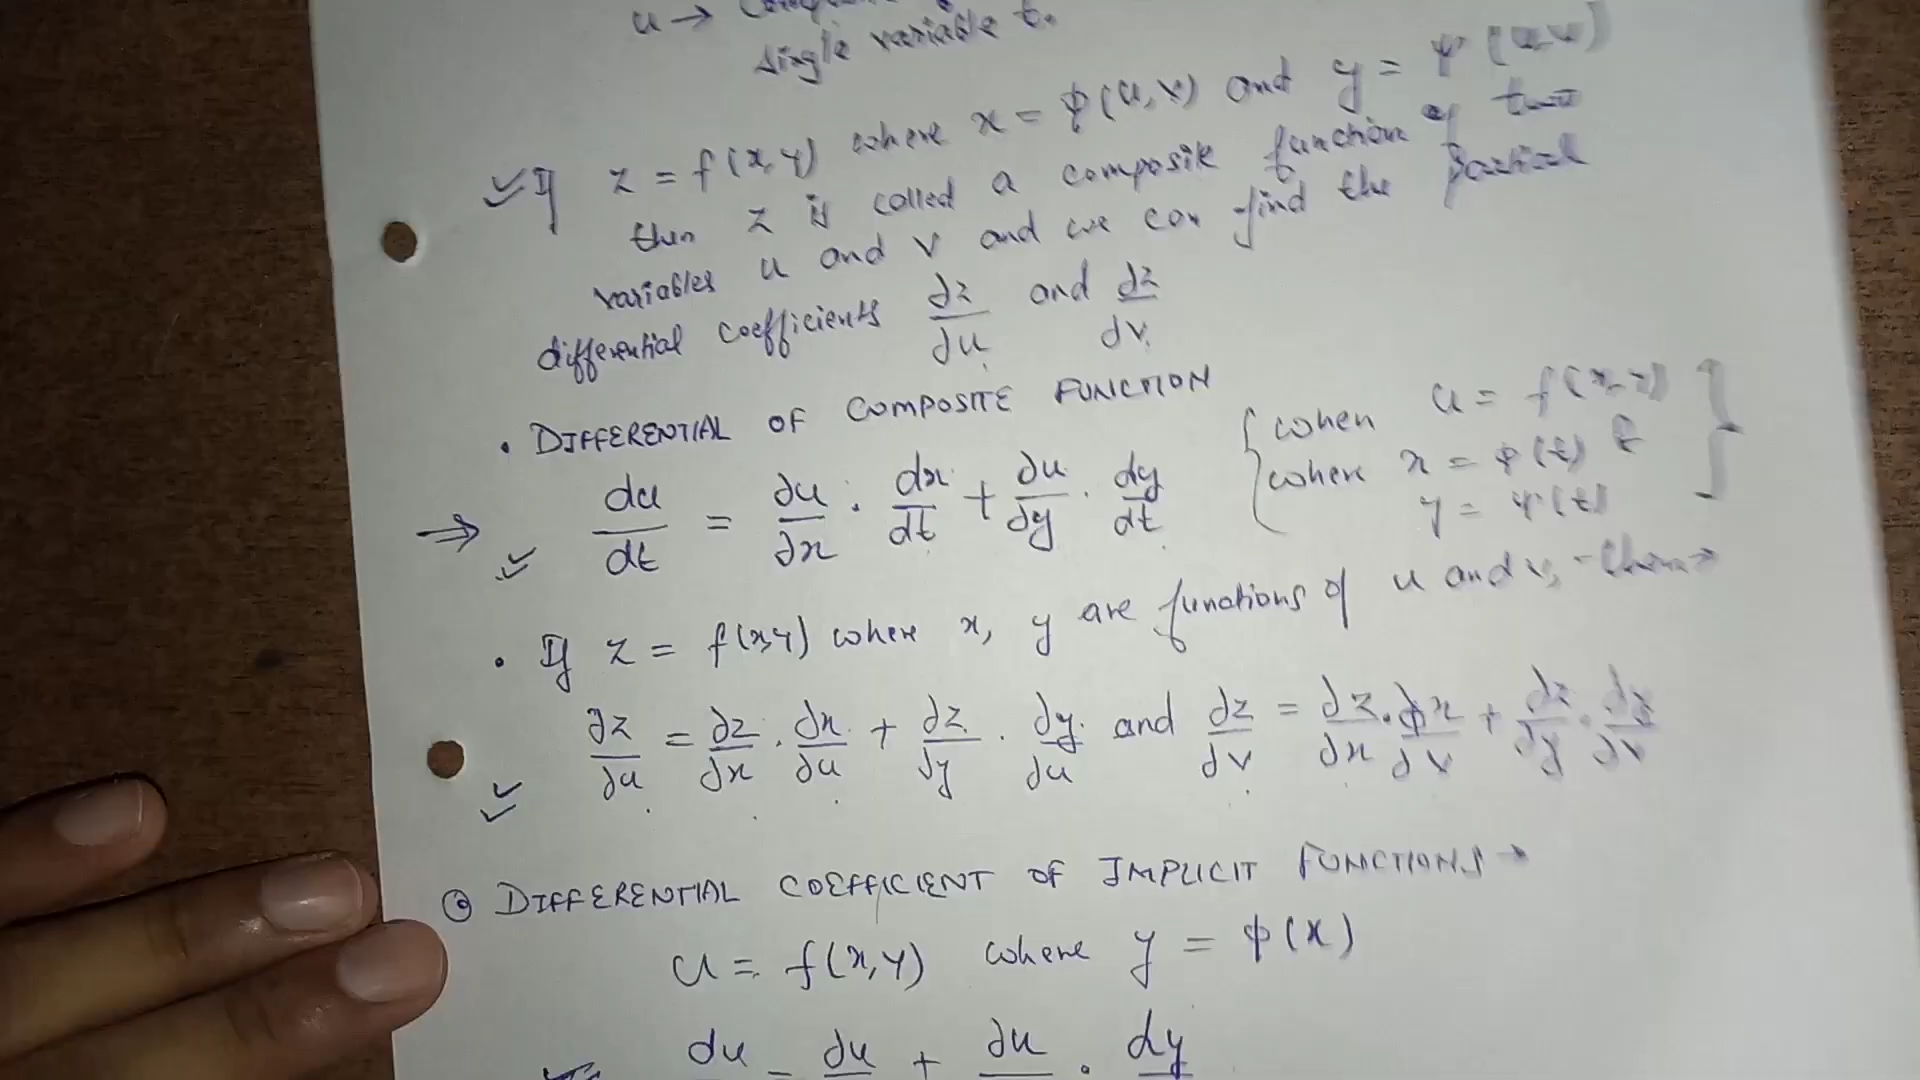 u →
single variable t.
If z = f(x,y) where x = φ(u,v) and y = ψ(u,v)
then z is called a composite function of two
variables u and v and we can find the partial
differential coefficients ∂z/∂u and ∂z/∂v.
• DIFFERENTIAL OF COMPOSITE FUNCTION
⇒ du/dt = ∂u/∂x · dx/dt + ∂u/∂y · dy/dt { when u = f(
where x = φ(t) &
y = ψ(t) }
• If z = f(x,y) where x, y are functions of u and v, then →
∂z/∂u = ∂z/∂x · ∂x/∂u + ∂z/∂y · ∂y/∂u and ∂z/∂v = ∂z/∂x · ∂x/∂v + ∂z/∂y · ∂y/∂v
DIFFERENTIAL COEFFICIENT OF IMPLICIT FUNCTIONS →
u = f(x,y) where y = φ(x)
du = ∂u + ∂u · dy